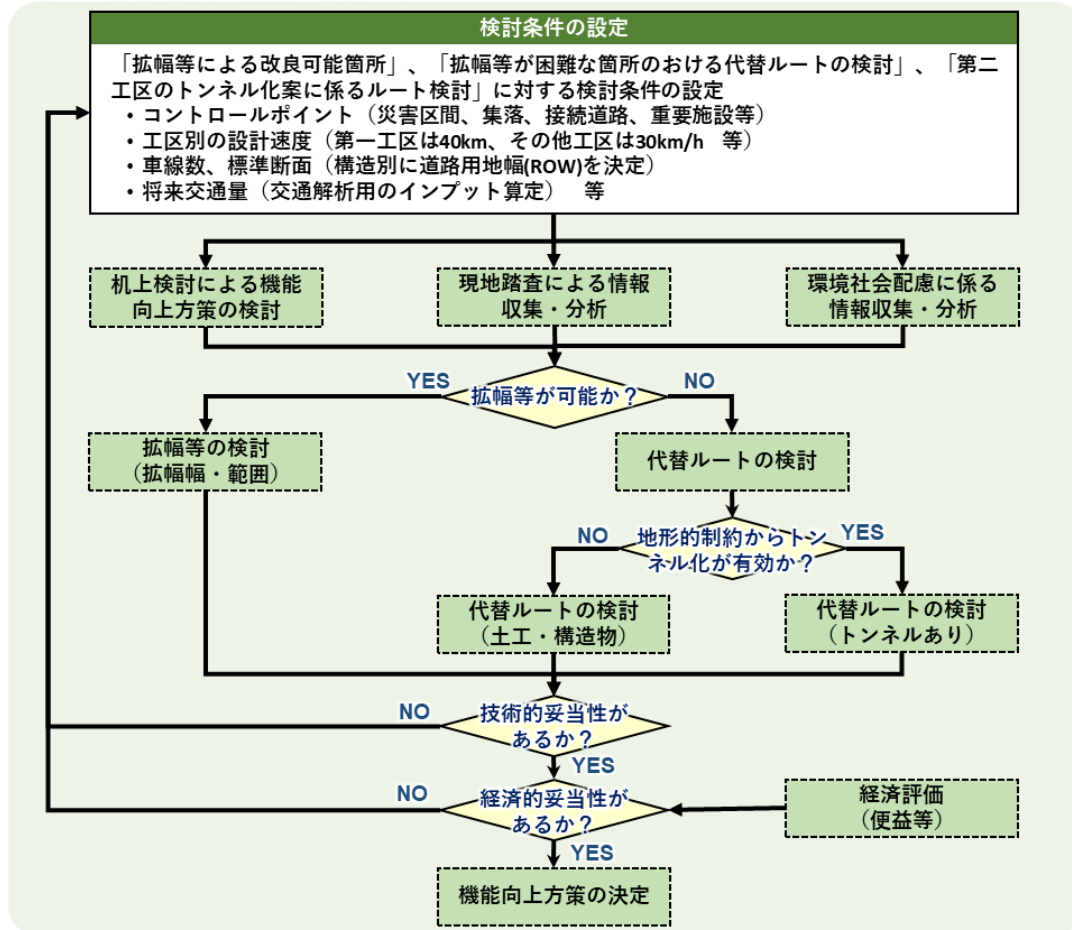 検討条件の設定
「拡幅等による改良可能箇所」、「拡幅等が困難な箇所のおける代替ルートの検討」、「第二
工区のトンネル化案に係るルート検討」に対する検討条件の設定
・コントロールポイント（災害区間、集落、接続道路、重要施設等）
・工区別の設計速度（第一工区は40km、その他工区は30km/h　等）
・車線数、標準断面（構造別に道路用地幅(ROW)を決定）
・将来交通量（交通解析用のインプット算定）　等
机上検討による機能
向上方策の検討
現地踏査による情報
収集・分析
環境社会配慮に係る
情報収集・分析
YES
拡幅等が可能か？
NO
拡幅等の検討
（拡幅幅・範囲）
代替ルートの検討
NO
地形的制約からトン
ネル化が有効か？
YES
代替ルートの検討
（土工・構造物）
代替ルートの検討
（トンネルあり）
NO
技術的妥当性が
あるか？
YES
NO
経済的妥当性が
あるか？
経済評価
（便益等）
YES
機能向上方策の決定